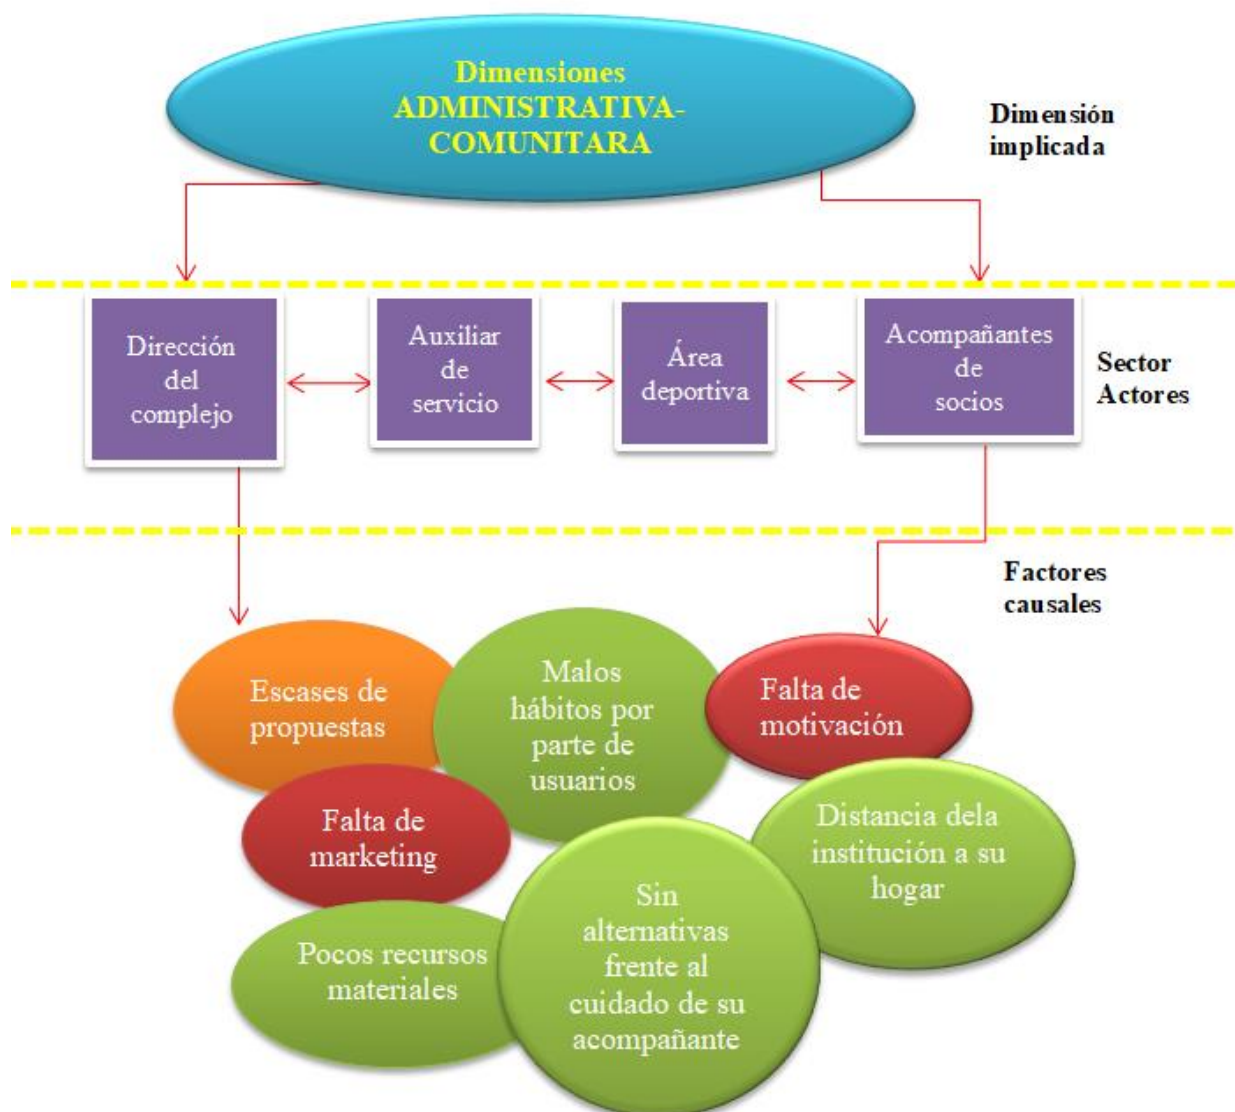 Dimensiones
ADMINISTRATIVA-
COMUNITARA
Dimensión
implicada
Dirección
del
complejo
Auxiliar
de
servicio
Área
deportiva
Acompañantes
de
socios
Sector
Actores
Factores
causales
Escases de
propuestas
Malos
hábitos por
parte de
usuarios
Falta de
motivación
Falta de
marketing
Distancia dela
institución a su
hogar
Pocos recursos
materiales
Sin
alternativas
frente al
cuidado de su
acompañante